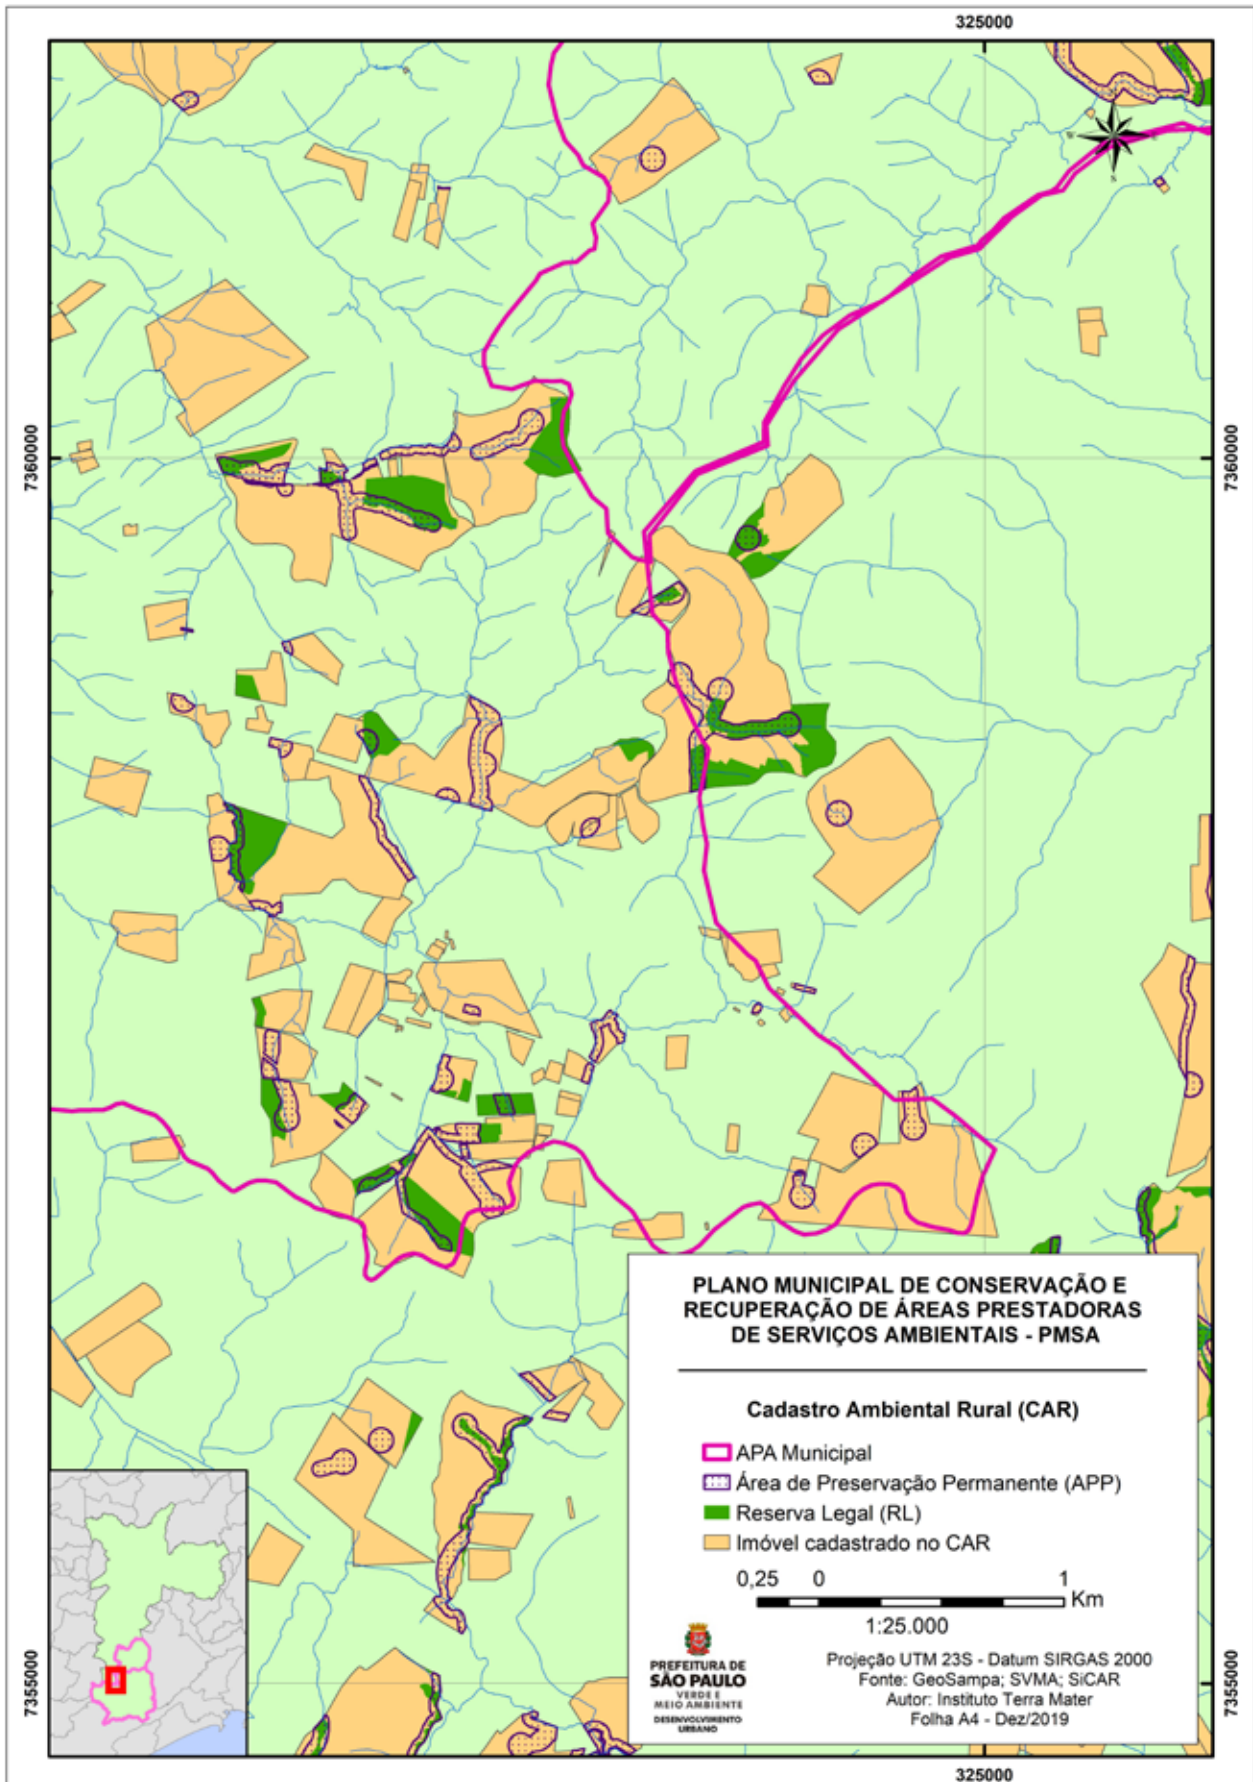 325000
7360000
7360000
S
PLANO MUNICIPAL DE CONSERVAÇÃO E
RECUPERAÇÃO DE ÁREAS PRESTADORAS
DE SERVIÇOS AMBIENTAIS - PMSA
Cadastro Ambiental Rural (CAR)
APA Municipal
Área de Preservação Permanente (APP)
Reserva Legal (RL)
Imóvel cadastrado no CAR
0,25 0 1
Km
1:25.000
PREFEITURA DE
SÃO PAULO
VERDE E
MEIO AMBIENTE
DESENVOLVIMENTO
URBANO
Projeção UTM 23S - Datum SIRGAS 2000
Fonte: GeoSampa; SVMA; SiCAR
Autor: Instituto Terra Mater
Folha A4 - Dez/2019
7355000
7355000
325000